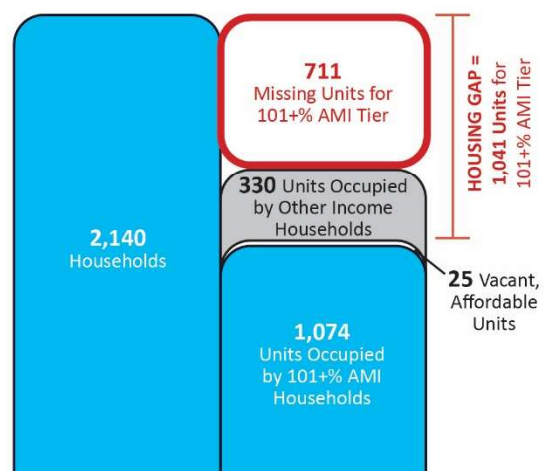 2,140
Households
711
Missing Units for
101+% AMI Tier
330 Units Occupied
by Other Income
Households
25 Vacant,
Affordable
Units
1,074
Units Occupied
by 101+% AMI
Households
HOUSING GAP =
1,041 Units for
101+% AMI Tier